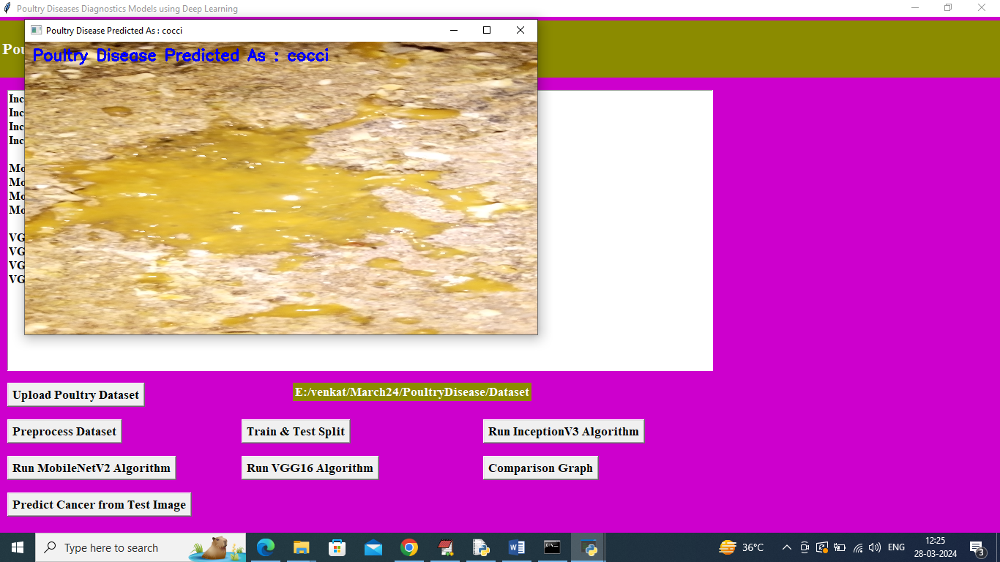 Poultry Diseases Diagnostics Models using Deep Learning
Poultry Disease Predicted As : cocci
Poultry Disease Predicted As : cocci
Pou
Inc
Inc
Inc
Inc
Mo
Mo
Mo
Mo
VG
VG
VG
VG
Upload Poultry Dataset
E:/venkat/March24/PoultryDisease/Dataset
Preprocess Dataset
Train & Test Split
Run InceptionV3 Algorithm
Run MobileNetV2 Algorithm
Run VGG16 Algorithm
Comparison Graph
Predict Cancer from Test Image
Type here to search
36°C
ENG
12:25
28-03-2024
3